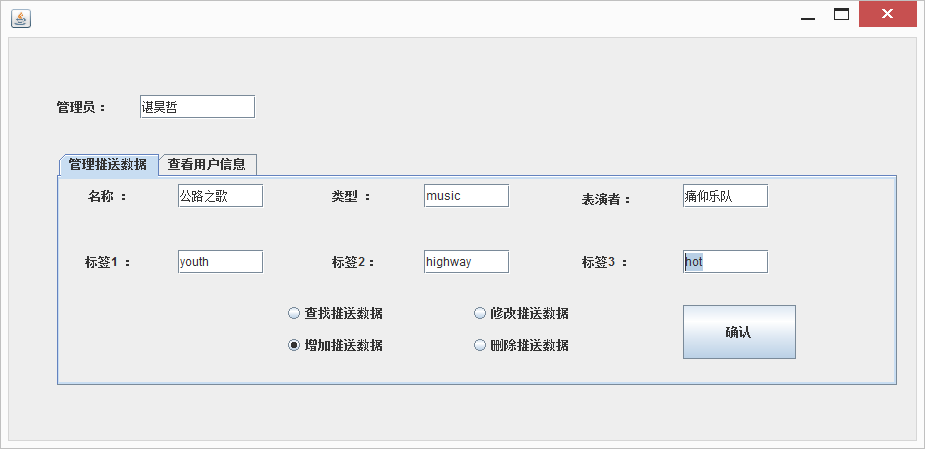 管理员： 谌昊哲
管理推送数据 查看用户信息
名称 ： 公路之歌 类型 ： music 表演者： 痛仰乐队
标签1 ： youth 标签2： highway 标签3 ： hot
查找推送数据 修改推送数据
确认
增加推送数据 删除推送数据